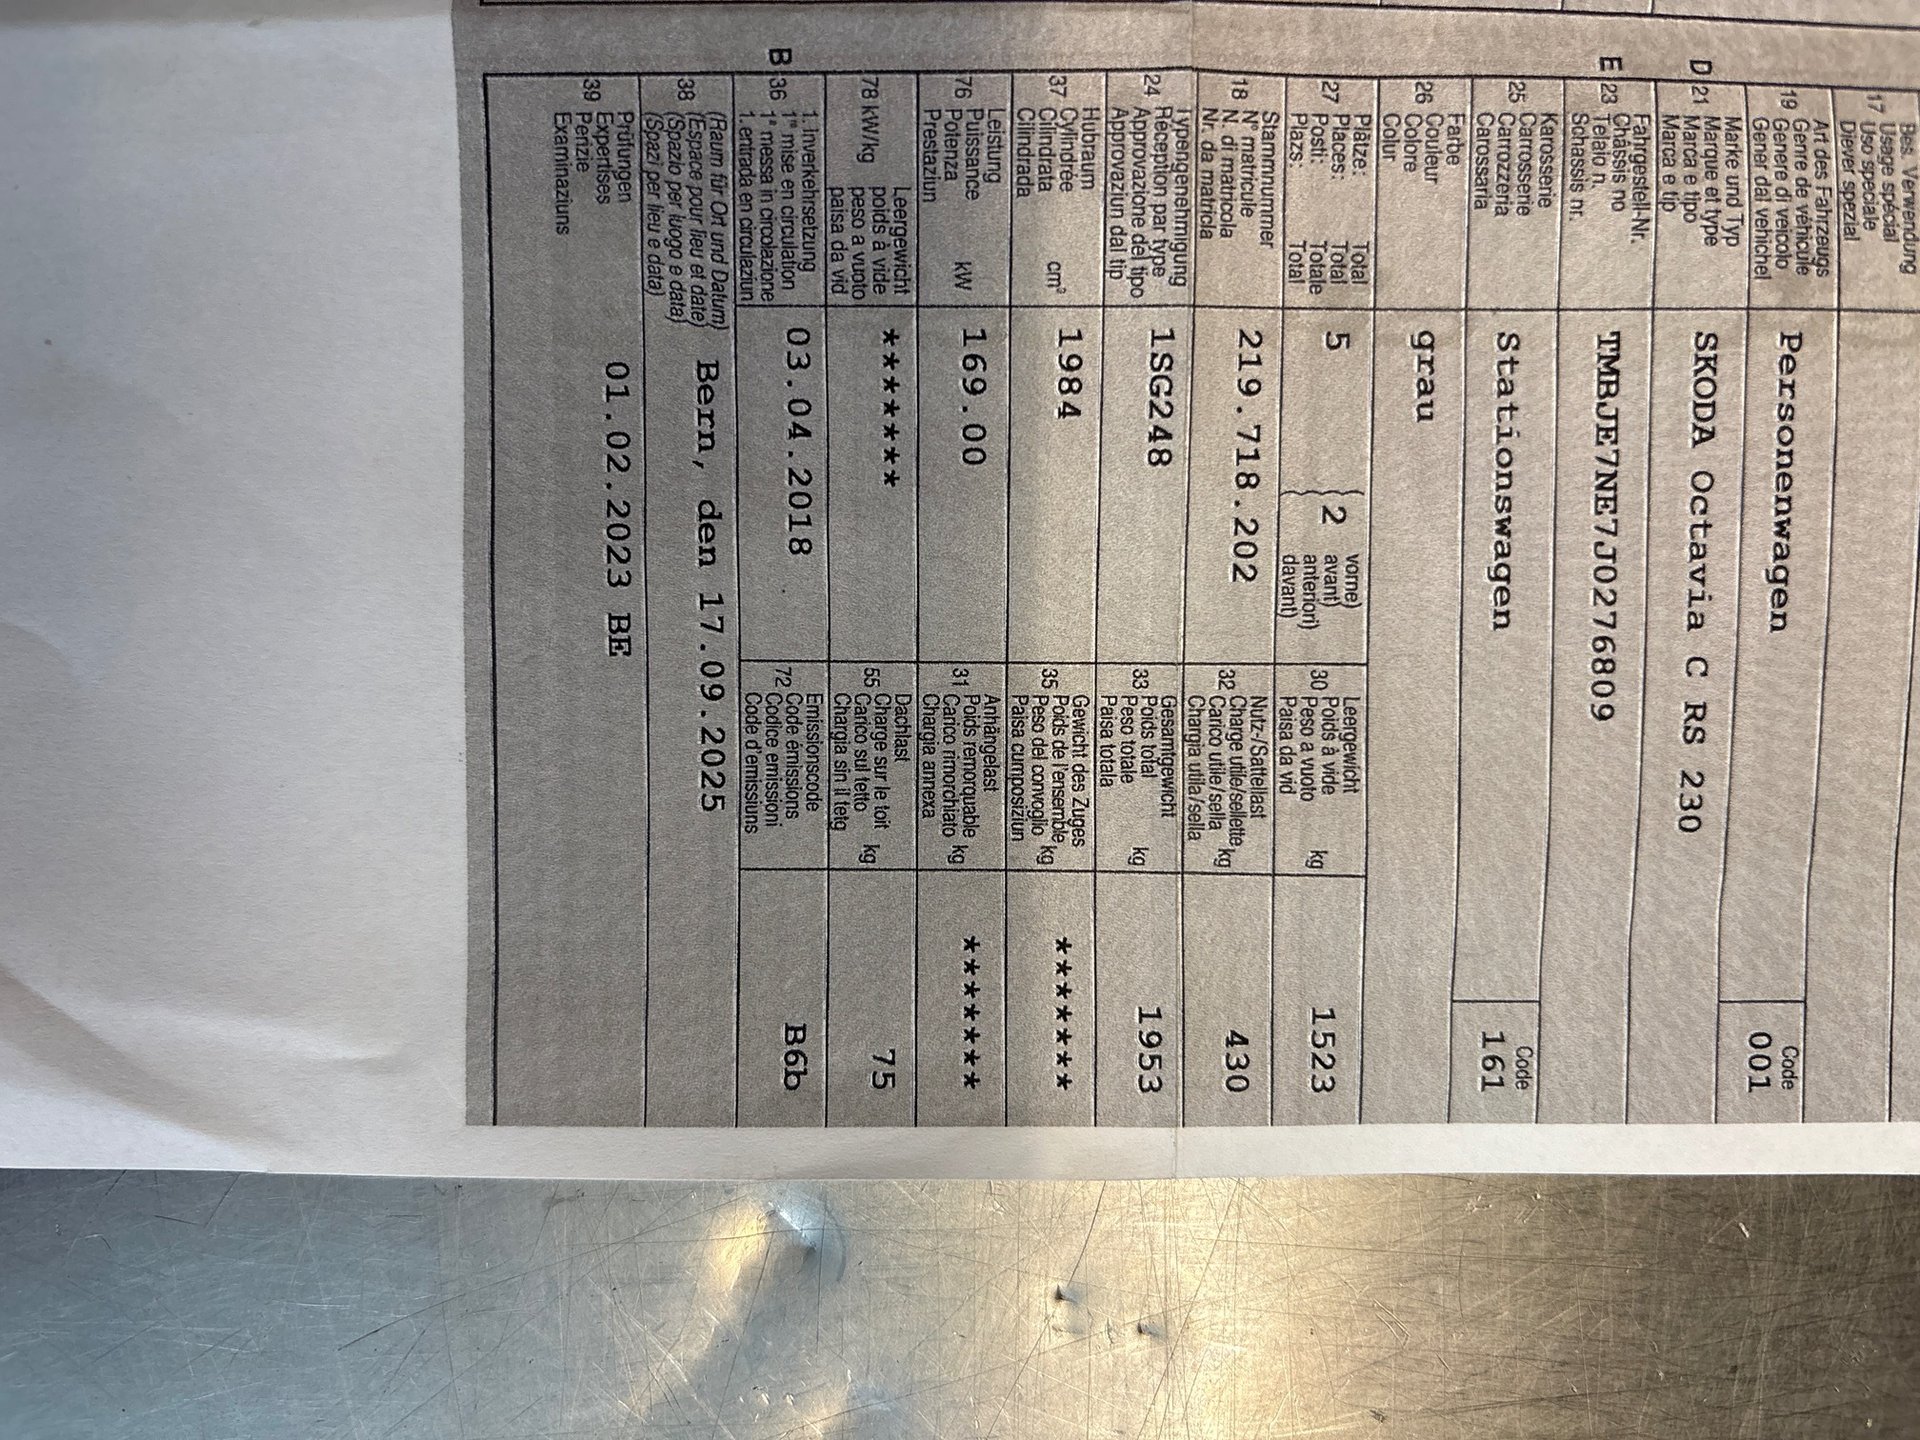 Bes. Verwendung
17 Usage spécial
Uso speciale
Diever spezial
Art des Fahrzeugs
19 Genre de véhicule Personenwagen Code
Genere di veicolo 001
Gener dal vehichel
Marke und Typ
D 21 Marque et type SKODA Octavia C RS 230
Marca e tipo
Marca e tip
Fahrgestell-Nr.
E 23 Châssis no TMBJE7NE7J0276809
Telaio n.
Schassis nr.
Karosserie
25 Carrosserie Stationswagen Code
Carrozzeria 161
Carossaria
Farbe
26 Couleur grau
Colore
Colur
Plätze: Total vorne) Leergewicht
27 Places: Total 5 2 avant) 30 Poids à vide 1523
Posti: Totale anteriori) Peso a vuoto kg
Plazs: Total davant) Paisa da vid
Stammnummer Nutz-/Sattellast
18 N° matricule 219.718.202 32 Charge utile/sellette kg 430
N. di matricola Carico utile/sella
Nr. da matricla Chargia utila/sella
Typengenehmigung Gesamtgewicht
24 Réception par type 1SG248 33 Poids total 1953
Approvazione del tipo Peso totale kg
Approvaziun dal tip Paisa totala
Hubraum Gewicht des Zuges
37 Cylindrée cm³ 1984 35 Poids de l'ensemble kg *******
Cilindrata Peso del convoglio
Cilindrada Paisa cumposiziun
Leistung Anhängelast
76 Puissance kW 169.00 31 Poids remorquable kg *******
Potenza Carico rimorchiato
Prestaziun Chargia annexa
Leergewicht Dachlast
78 kW/kg poids à vide ******* 55 Charge sur le toit kg 75
peso a vuoto Carico sul tetto
paisa da vid Chargia sin il tetg
1. Inverkehrsetzung Emissionscode
B 36 1re mise en circulation 03.04.2018 72 Code émissions B6b
1a messa in circolazione Codice emissioni
1. entrada en circulaziun Code d'emissiuns
(Raum für Ort und Datum)
38 (Espace pour lieu et date) Bern, den 17.09.2025
(Spazio per luogo e data)
(Spazi per lieu e data)
Prüfungen
39 Expertises 01.02.2023 BE
Perizie
Examinaziuns